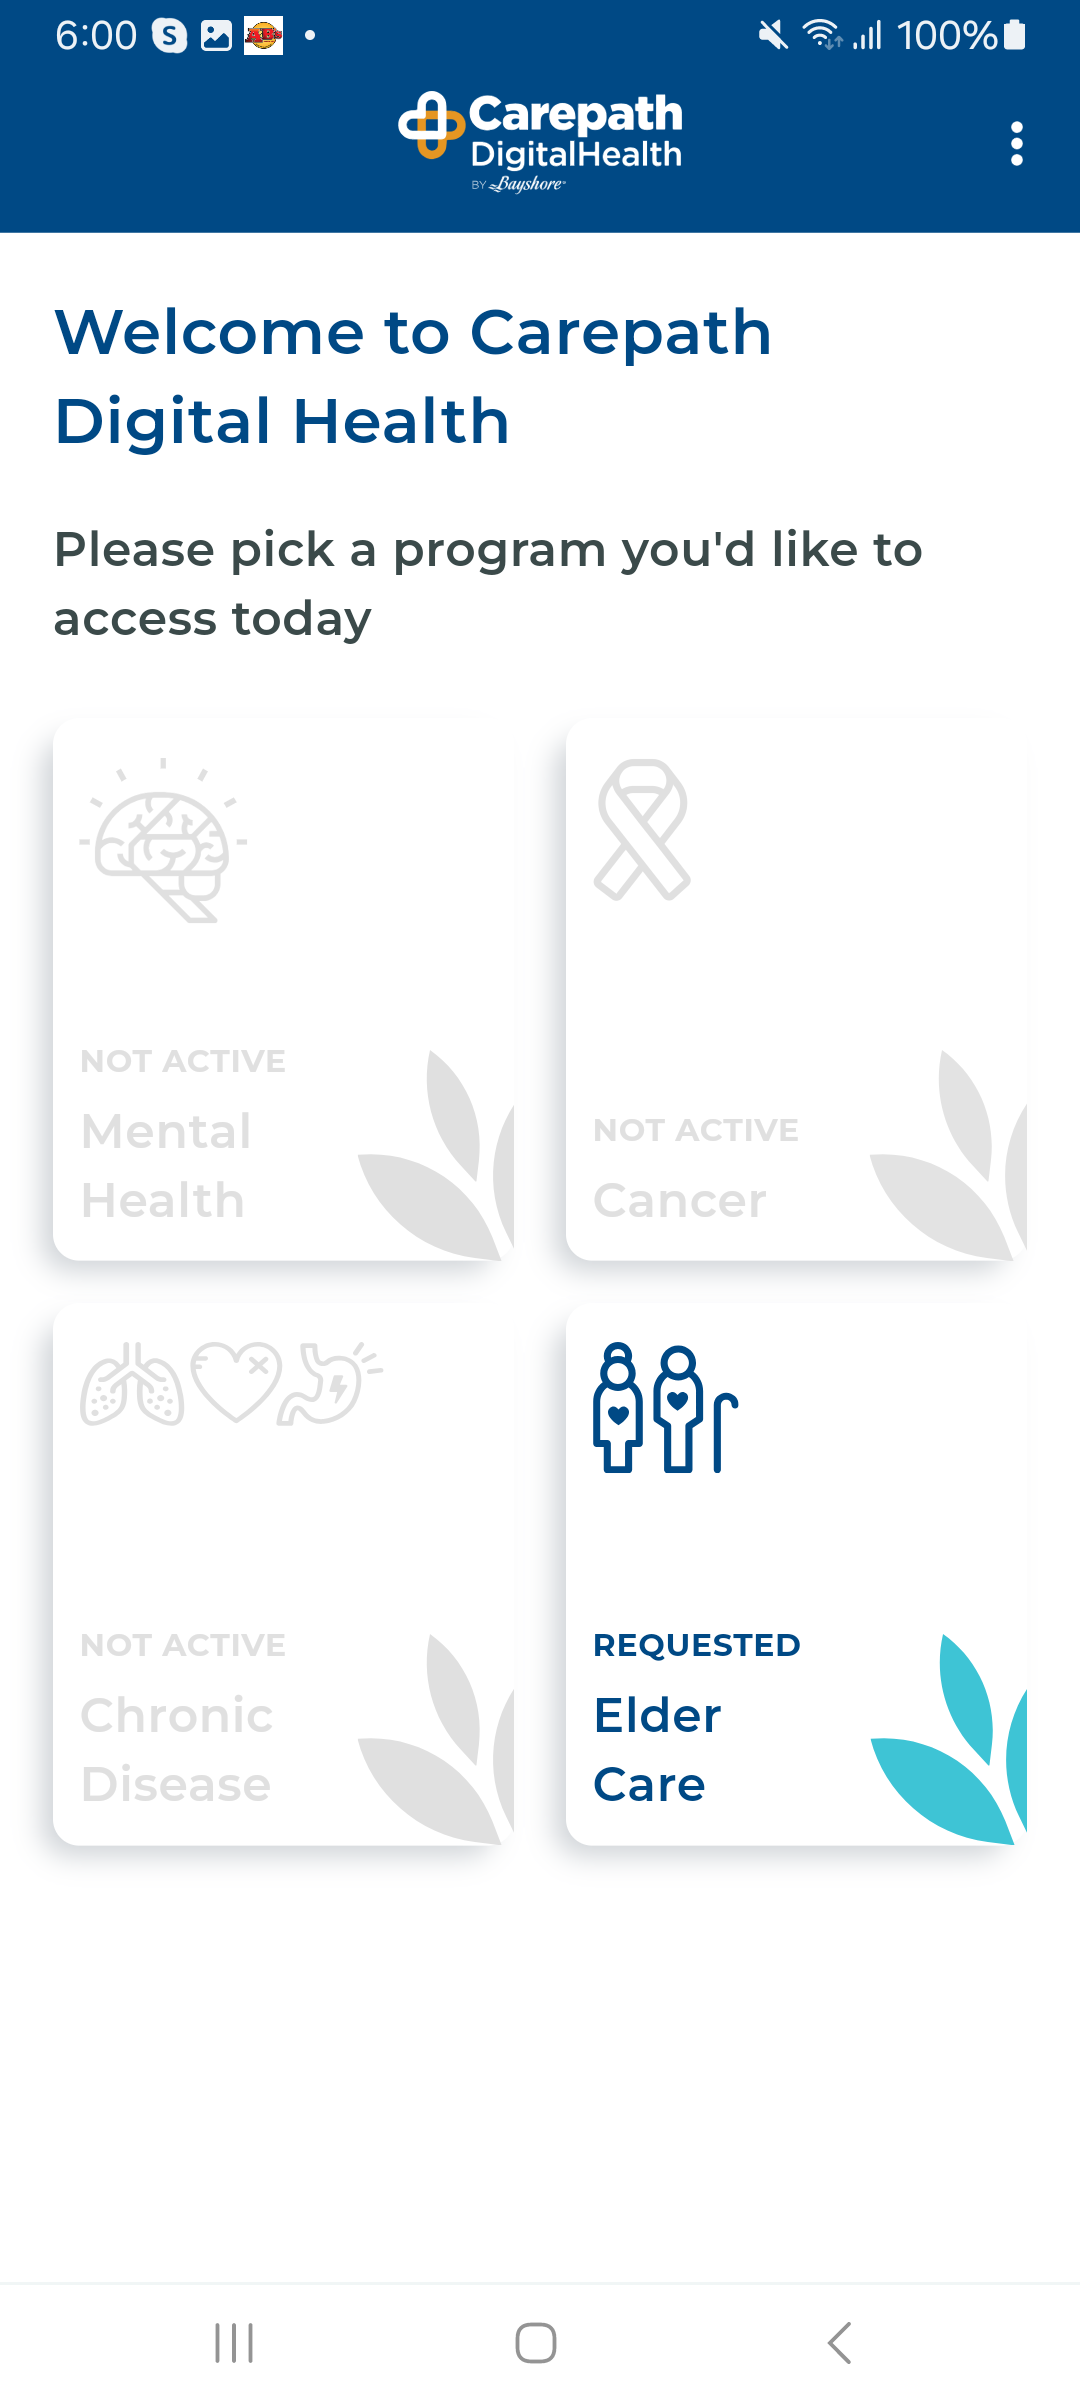 6:00
100%
Carepath
DigitalHealth
BY Bayshore
Welcome to Carepath
Digital Health
Please pick a program you'd like to
access today
NOT ACTIVE
Mental
Health
NOT ACTIVE
Cancer
NOT ACTIVE
Chronic
Disease
REQUESTED
Elder
Care